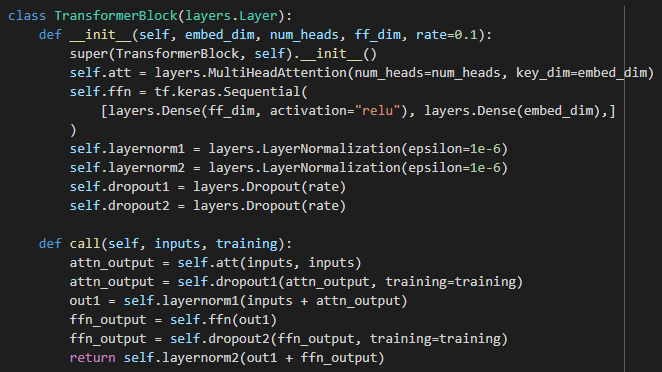 class TransformerBlock(layers.Layer):
    def __init__(self, embed_dim, num_heads, ff_dim, rate=0.1):
        super(TransformerBlock, self).__init__()
        self.att = layers.MultiHeadAttention(num_heads=num_heads, key_dim=embed_dim)
        self.ffn = tf.keras.Sequential(
            [layers.Dense(ff_dim, activation="relu"), layers.Dense(embed_dim),]
        )
        self.layernorm1 = layers.LayerNormalization(epsilon=1e-6)
        self.layernorm2 = layers.LayerNormalization(epsilon=1e-6)
        self.dropout1 = layers.Dropout(rate)
        self.dropout2 = layers.Dropout(rate)

    def call(self, inputs, training):
        attn_output = self.att(inputs, inputs)
        attn_output = self.dropout1(attn_output, training=training)
        out1 = self.layernorm1(inputs + attn_output)
        ffn_output = self.ffn(out1)
        ffn_output = self.dropout2(ffn_output, training=training)
        return self.layernorm2(out1 + ffn_output)